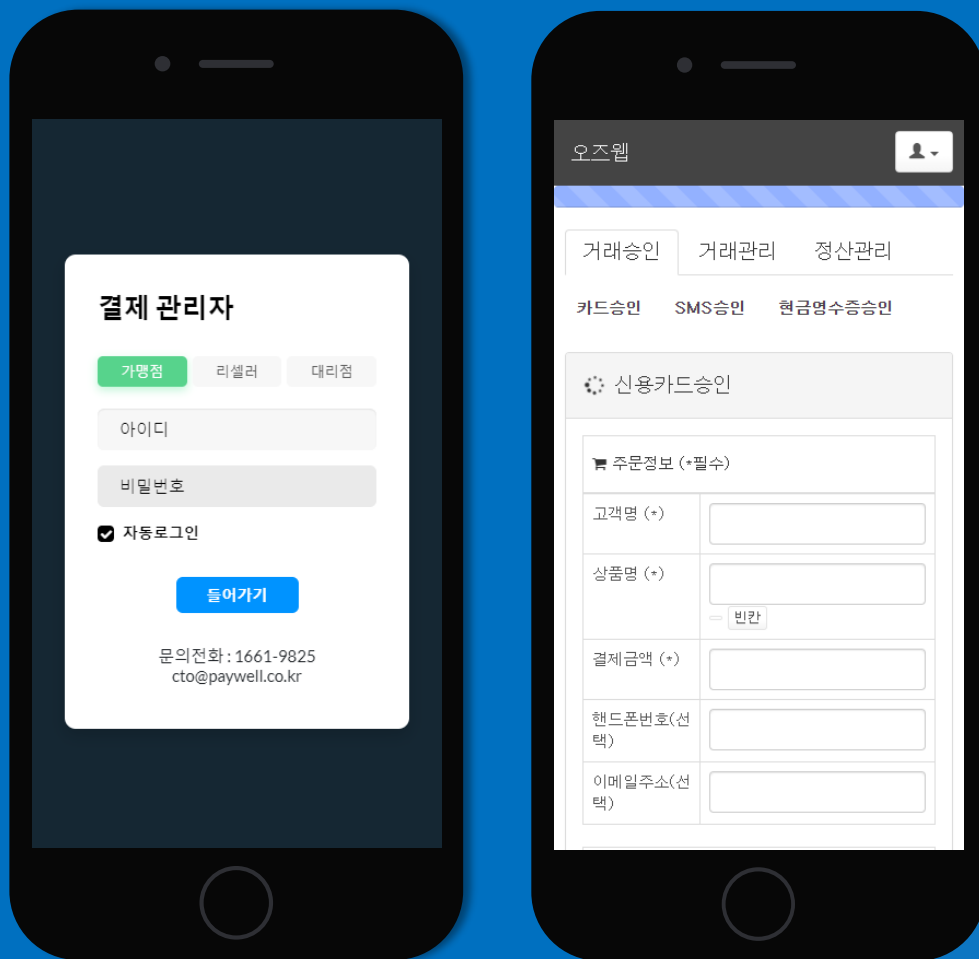 결제 관리자
가맹점 리셀러 대리점
아이디
비밀번호
자동로그인
들어가기
문의전화 : 1661-9825
cto@paywell.co.kr
오즈웹
거래승인 거래관리 정산관리
카드승인 SMS승인 현금영수증승인
신용카드승인
주문정보 (*필수)
고객명 (*)
상품명 (*)
빈칸
결제금액 (*)
핸드폰번호(선
택)
이메일주소(선
택)